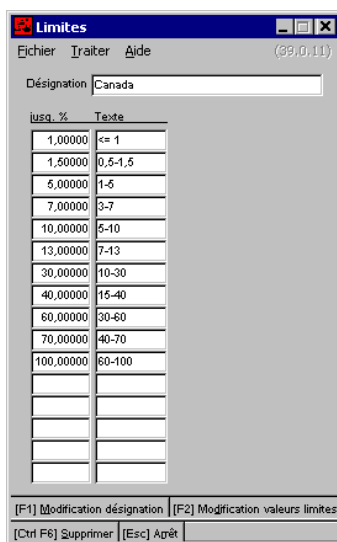 Limites
Fichier Traiter Aide (39.0.11)
Désignation Canada
jusq. % Texte
1,00000 <= 1
1,50000 0,5-1,5
5,00000 1-5
7,00000 3-7
10,00000 5-10
13,00000 7-13
30,00000 10-30
40,00000 15-40
60,00000 30-60
70,00000 40-70
100,00000 60-100
[F1] Modification désignation [F2] Modification valeurs limites
[Ctrl F6] Supprimer [Esc] Arrêt